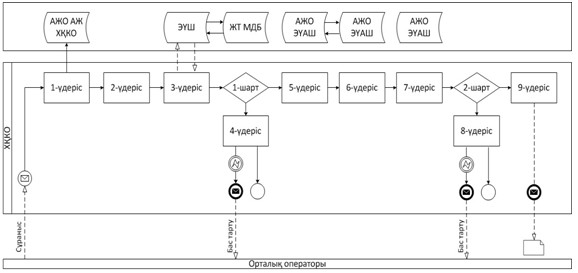 АЖО АЖ
ХҚКО
ЭҮШ
ЖТ МДБ
АЖО
ЭҮАШ
АЖО
ЭҮАШ
АЖО
ЭҮАШ
ХҚКО
1-үдеріс
2-үдеріс
3-үдеріс
1-шарт
5-үдеріс
6-үдеріс
7-үдеріс
2-шарт
9-үдеріс
4-үдеріс
8-үдеріс
Сұраныс
Бас тарту
Бас тарту
Орталық операторы